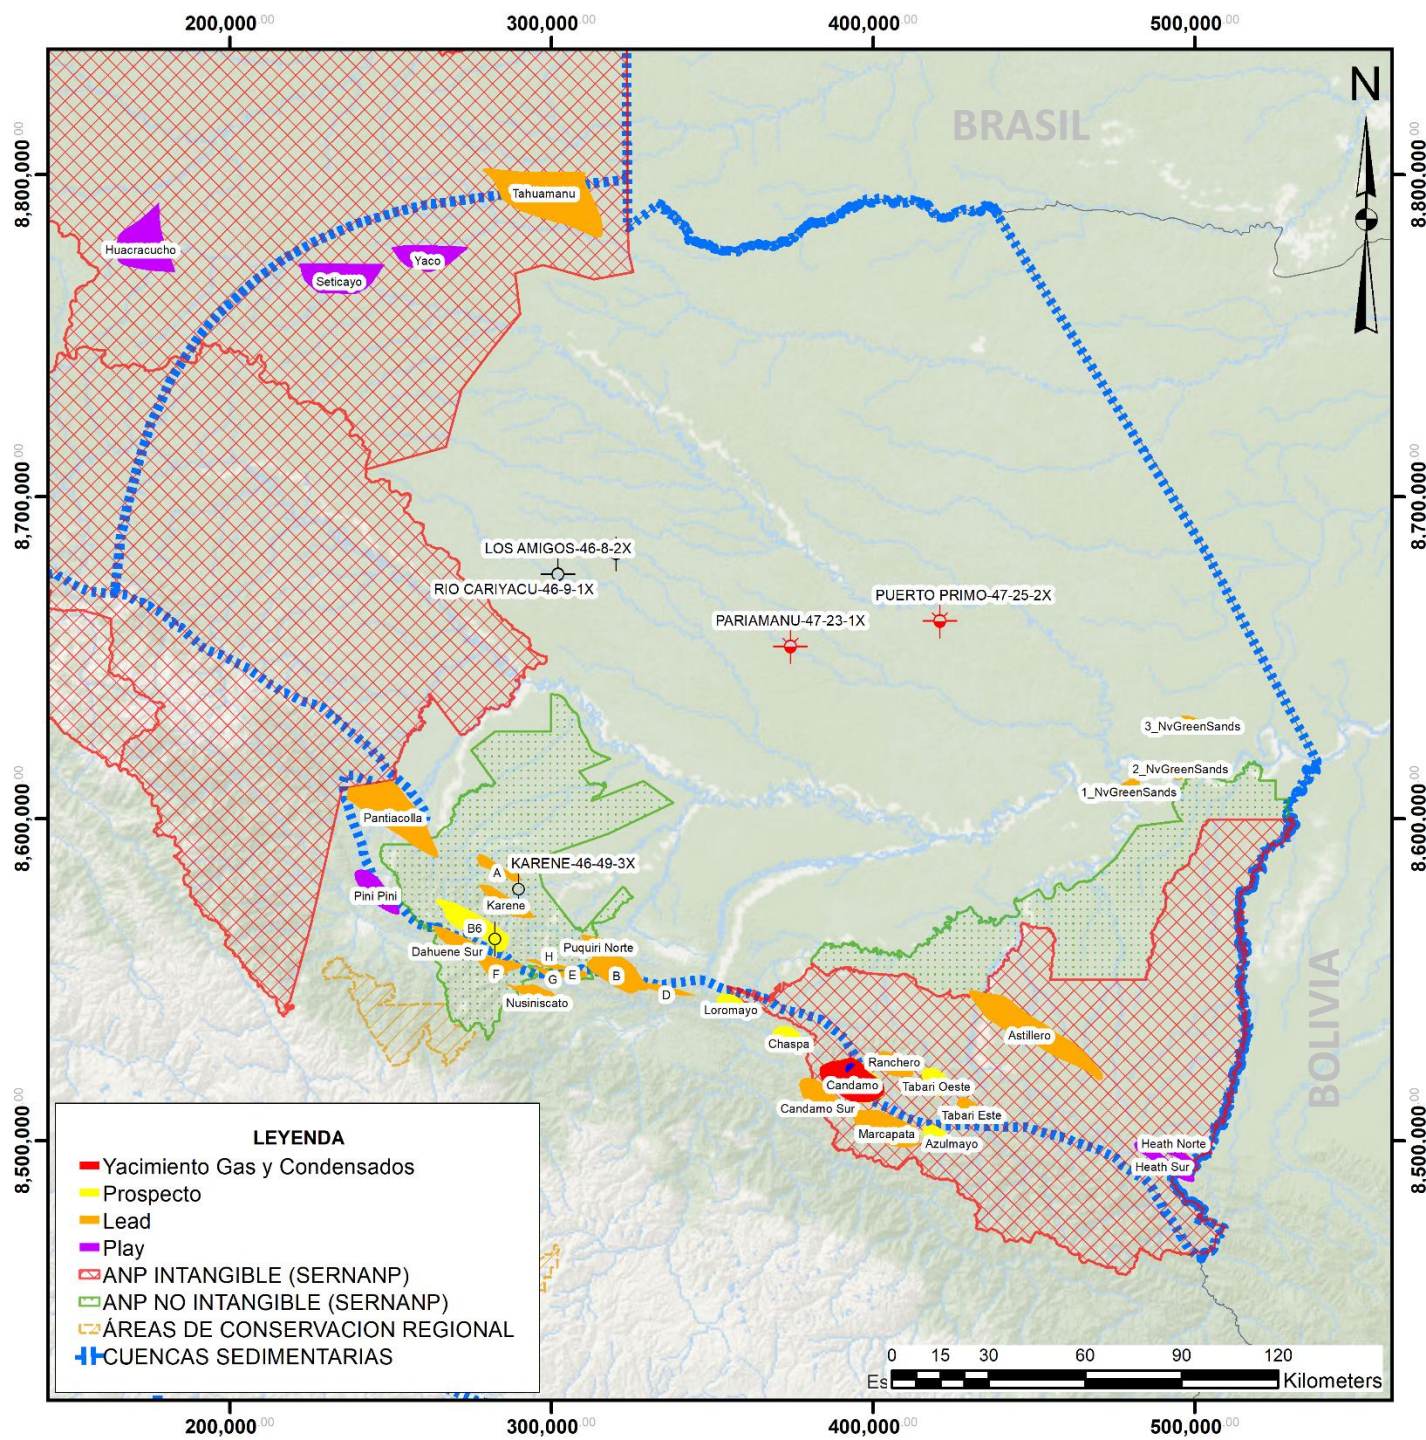 200,000.00 300,000.00 400,000.00 500,000.00
N
BRASIL
8,800,000.00 8,800,000.00
Tahuamanu
Huacracucho
Yaco
Seticayo
8,700,000.00 8,700,000.00
LOS AMIGOS-46-8-2X
RIO CARIYACU-46-9-1X
PUERTO PRIMO-47-25-2X
PARIAMANU-47-23-1X
3_NvGreenSands
2_NvGreenSands
1_NvGreenSands
8,600,000.00 8,600,000.00
Pantiacolla
KARENE-46-49-3X
A
Pini Pini
Karene
B6
Dahuene Sur
Puquiri Norte
H
F
G
E
B
D
Nusiniscato
Loromayo
Chaspa
Astillero
BOLIVIA
Ranchero
Candamo
Tabari Oeste
Candamo Sur
Tabari Este
Marcapata
Azulmayo
Heath Norte
Heath Sur
8,500,000.00 8,500,000.00
LEYENDA
Yacimiento Gas y Condensados
Prospecto
Lead
Play
ANP INTANGIBLE (SERNANP)
ANP NO INTANGIBLE (SERNANP)
ÁREAS DE CONSERVACION REGIONAL
CUENCAS SEDIMENTARIAS
0 15 30 60 90 120
Es
Kilometers
200,000.00 300,000.00 400,000.00 500,000.00